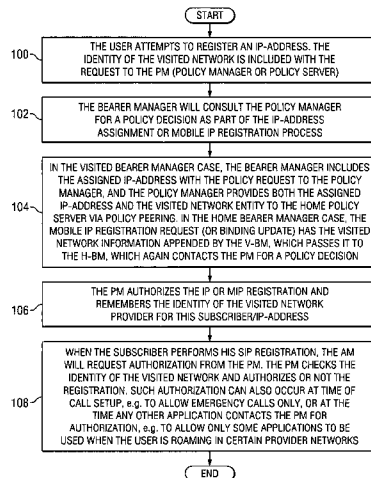 START
100
THE USER ATTEMPTS TO REGISTER AN IP-ADDRESS. THE
IDENTITY OF THE VISITED NETWORK IS INCLUDED WITH THE
REQUEST TO THE PM (POLICY MANAGER OR POLICY SERVER)
102
THE BEARER MANAGER WILL CONSULT THE POLICY MANAGER
FOR A POLICY DECISION AS PART OF THE IP-ADDRESS
ASSIGNMENT OR MOBILE IP REGISTRATION PROCESS
104
IN THE VISITED BEARER MANAGER CASE, THE BEARER MANAGER INCLUDES
THE ASSIGNED IP-ADDRESS WITH THE POLICY REQUEST TO THE POLICY
MANAGER, AND THE POLICY MANAGER PROVIDES BOTH THE ASSIGNED
IP-ADDRESS AND THE VISITED NETWORK ENTITY TO THE HOME POLICY
SERVER VIA POLICY PEERING. IN THE HOME BEARER MANAGER CASE, THE
MOBILE IP REGISTRATION REQUEST (OR BINDING UPDATE) HAS THE VISITED
NETWORK INFORMATION APPENDED BY THE V-BM, WHICH PASSES IT TO
THE H-BM, WHICH AGAIN CONTACTS THE PM FOR A POLICY DECISION
106
THE PM AUTHORIZES THE IP OR MIP REGISTRATION AND
REMEMBERS THE IDENTITY OF THE VISITED NETWORK
PROVIDER FOR THIS SUBSCRIBER/IP-ADDRESS
108
WHEN THE SUBSCRIBER PERFORMS HIS SIP REGISTRATION, THE AM
WILL REQUEST AUTHORIZATION FROM THE PM. THE PM CHECKS THE
IDENTITY OF THE VISITED NETWORK AND AUTHORIZES OR NOT THE
REGISTRATION. SUCH AUTHORIZATION CAN ALSO OCCUR AT TIME OF
CALL SETUP, e.g. TO ALLOW EMERGENCY CALLS ONLY, OR AT THE
TIME ANY OTHER APPLICATION CONTACTS THE PM FOR
AUTHORIZATION, e.g. TO ALLOW ONLY SOME APPLICATIONS TO BE
USED WHEN THE USER IS ROAMING IN CERTAIN PROVIDER NETWORKS
END